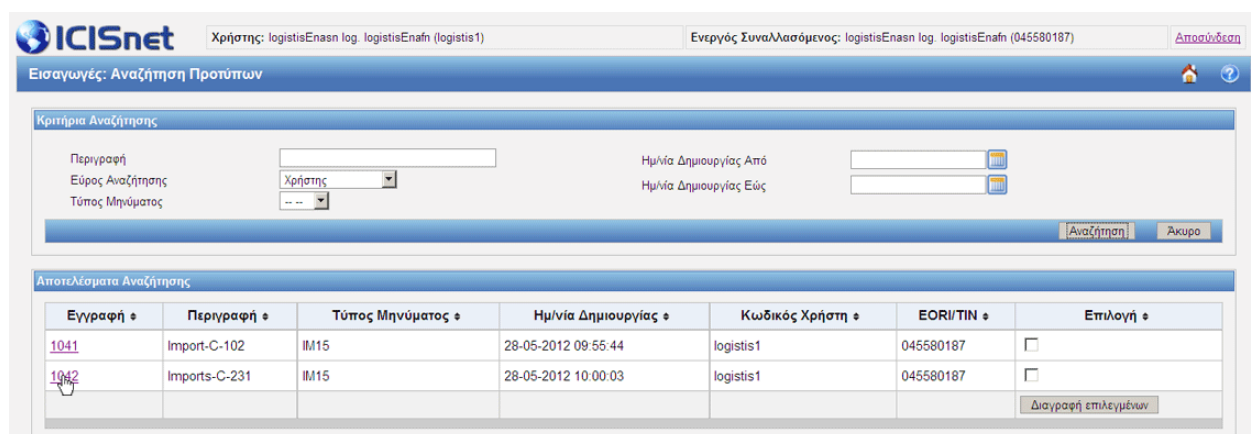 ICISnet Χρήστης: logistisEnasn log. logistisEnafn (logistis1) Ενεργός Συναλλασόμενος: logistisEnasn log. logistisEnafn (045580187) Αποσύνδεση
Εισαγωγές: Αναζήτηση Προτύπων
Κριτήρια Αναζήτησης
Περιγραφή Ημ/νία Δημιουργίας Από
Εύρος Αναζήτησης Χρήστης Ημ/νία Δημιουργίας Εώς
Τύπος Μηνύματος -- --
Αναζήτηση Άκυρο
Αποτελέσματα Αναζήτησης
Εγγραφή Περιγραφή Τύπος Μηνύματος Ημ/νία Δημιουργίας Κωδικός Χρήστη EORI/TIN Επιλογή
1041 Import-C-102 IM15 28-05-2012 09:55:44 logistis1 045580187
1042 Imports-C-231 IM15 28-05-2012 10:00:03 logistis1 045580187
Διαγραφή επιλεγμένων